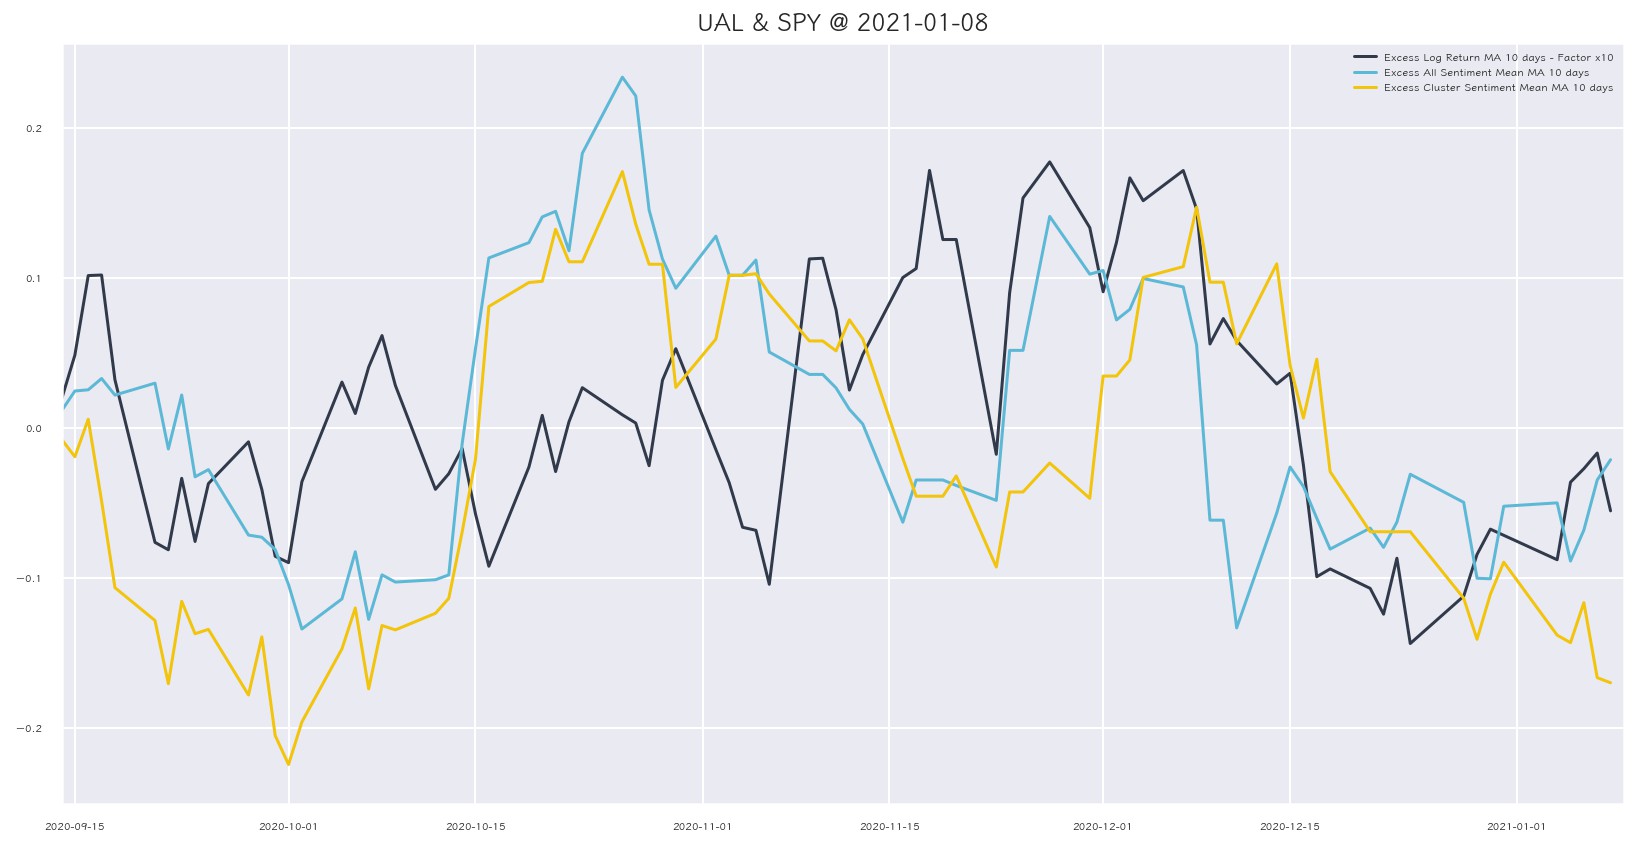 UAL & SPY @ 2021-01-08
Excess Log Return MA 10 days - Factor x10
Excess All Sentiment Mean MA 10 days
Excess Cluster Sentiment Mean MA 10 days
0.2
0.1
0.0
−0.1
−0.2
2020-09-15 2020-10-01 2020-10-15 2020-11-01 2020-11-15 2020-12-01 2020-12-15 2021-01-01